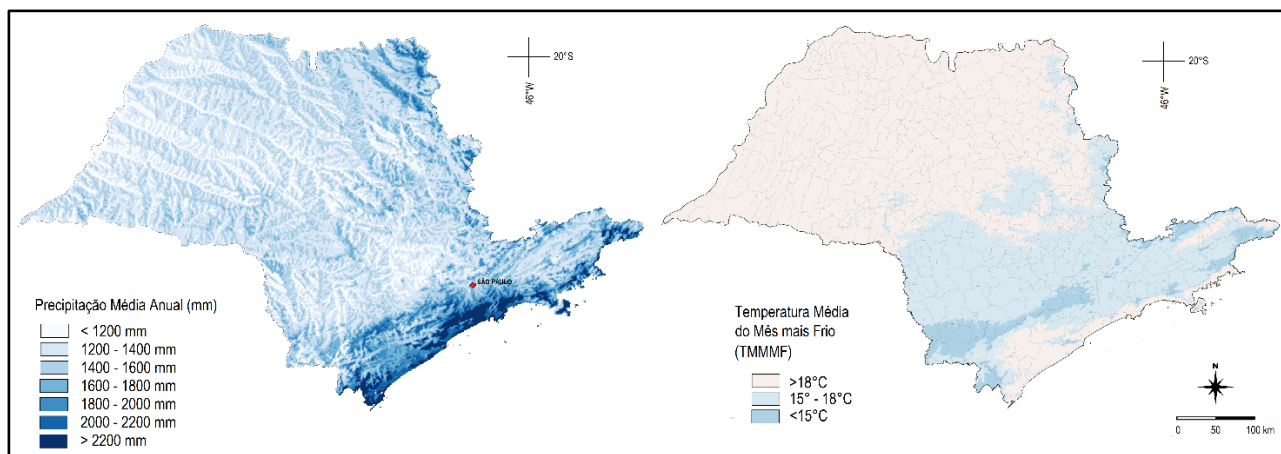 20°S
46°W
SÃO PAULO
Precipitação Média Anual (mm)
< 1200 mm
1200 - 1400 mm
1400 - 1600 mm
1600 - 1800 mm
1800 - 2000 mm
2000 - 2200 mm
> 2200 mm
20°S
46°W
Temperatura Média
do Mês mais Frio
(TMMMF)
>18°C
15° - 18°C
<15°C
N
0 50 100 km